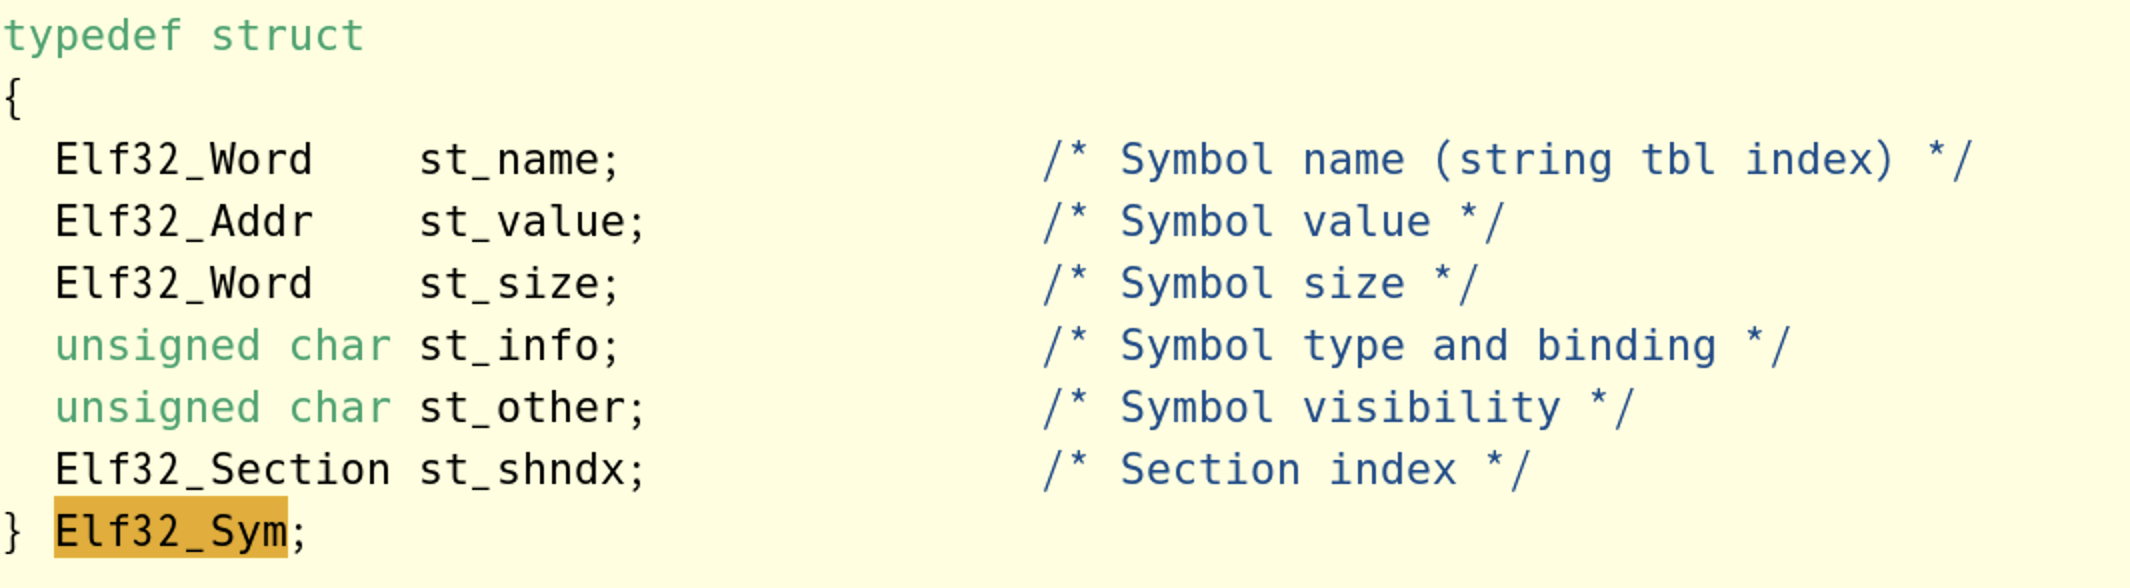 typedef struct
{
  Elf32_Word    st_name;                /* Symbol name (string tbl index) */
  Elf32_Addr    st_value;               /* Symbol value */
  Elf32_Word    st_size;                /* Symbol size */
  unsigned char st_info;                /* Symbol type and binding */
  unsigned char st_other;               /* Symbol visibility */
  Elf32_Section st_shndx;               /* Section index */
} Elf32_Sym;